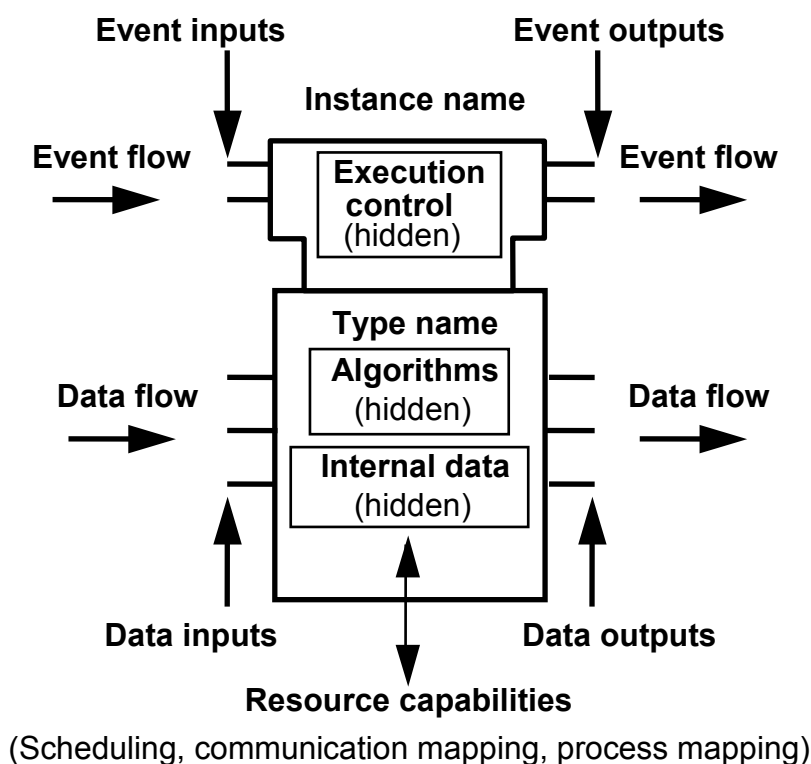 Event inputs
Event outputs
Instance name
Event flow
Execution
control
(hidden)
Event flow
Type name
Algorithms
(hidden)
Data flow
Data flow
Internal data
(hidden)
Data inputs
Data outputs
Resource capabilities
(Scheduling, communication mapping, process mapping)